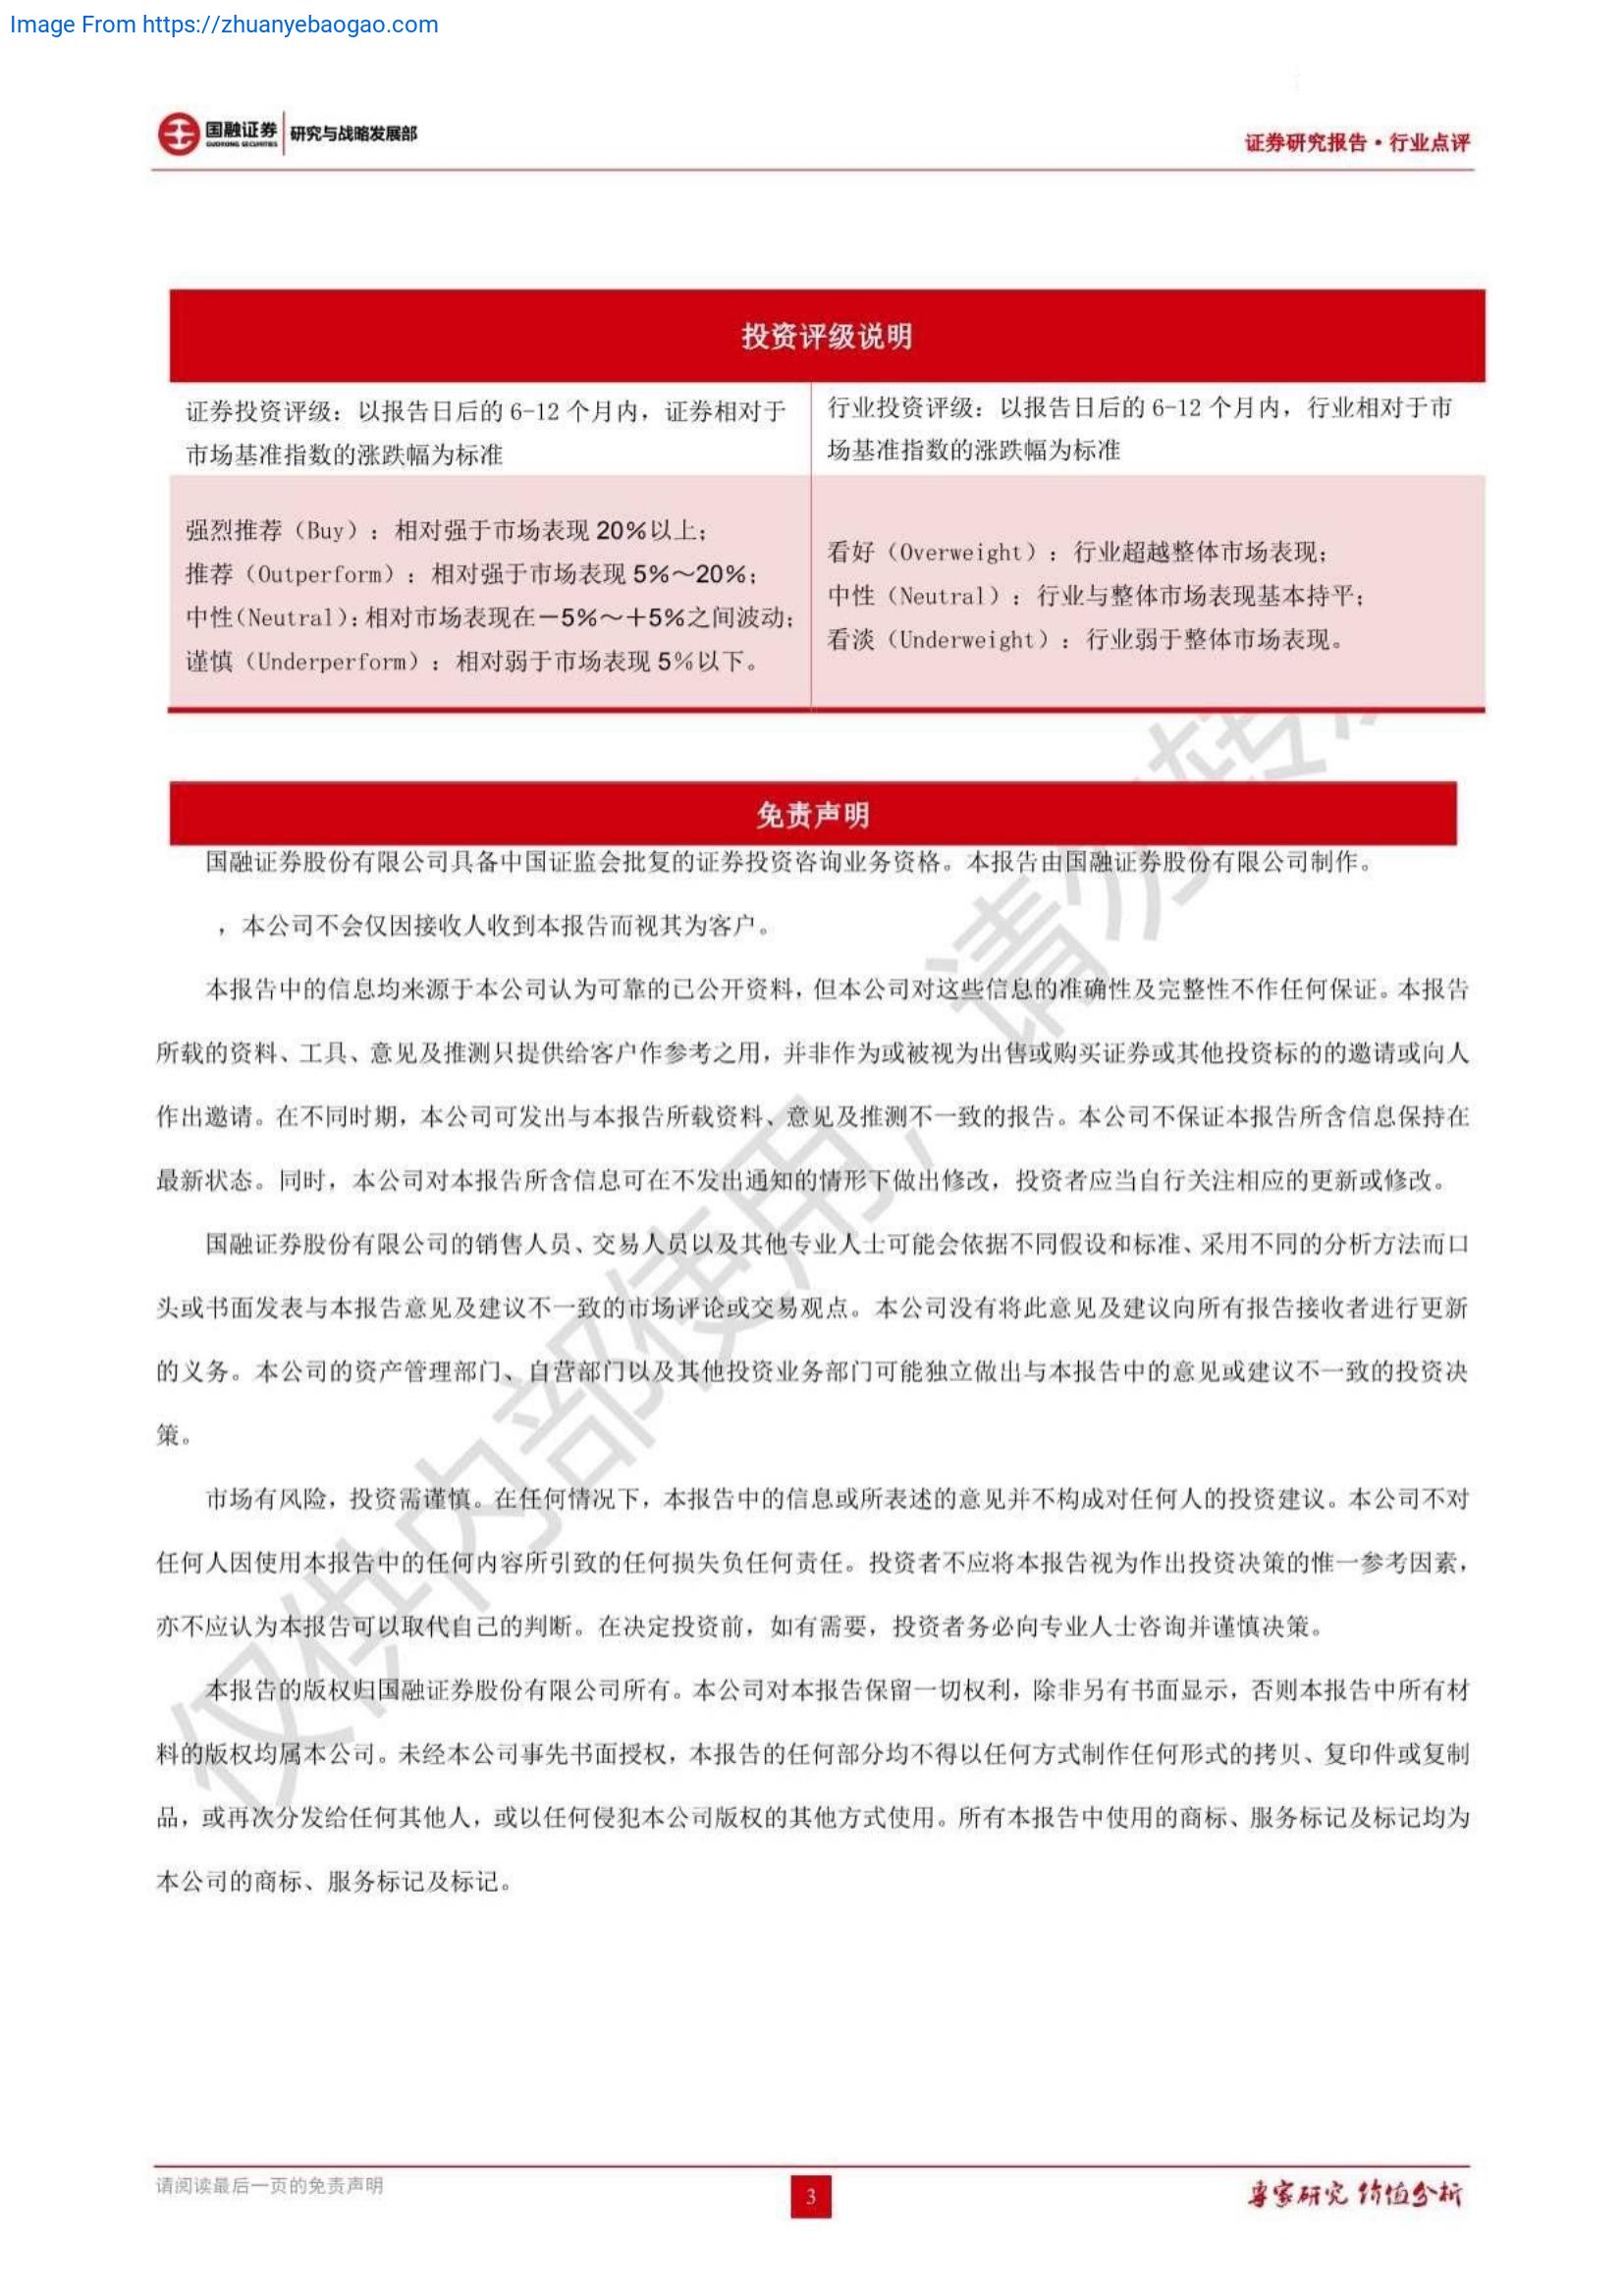 Image From https://zhuanyebaogao.com
国融证券
GUORONG SECURITIES
研究与战略发展部
证券研究报告·行业点评
投资评级说明
证券投资评级：以报告日后的 6-12 个月内，证券相对于
市场基准指数的涨跌幅为标准
行业投资评级：以报告日后的 6-12 个月内，行业相对于市
场基准指数的涨跌幅为标准
强烈推荐（Buy）：相对强于市场表现 20%以上；
推荐（Outperform）：相对强于市场表现 5%～20%；
中性(Neutral)：相对市场表现在－5%～＋5%之间波动；
谨慎（Underperform）：相对弱于市场表现 5%以下。
看好（Overweight）：行业超越整体市场表现；
中性（Neutral）：行业与整体市场表现基本持平；
看淡（Underweight）：行业弱于整体市场表现。
免责声明
国融证券股份有限公司具备中国证监会批复的证券投资咨询业务资格。本报告由国融证券股份有限公司制作。
，本公司不会仅因接收人收到本报告而视其为客户。
本报告中的信息均来源于本公司认为可靠的已公开资料，但本公司对这些信息的准确性及完整性不作任何保证。本报告
所载的资料、工具、意见及推测只提供给客户作参考之用，并非作为或被视为出售或购买证券或其他投资标的的邀请或向人
作出邀请。在不同时期，本公司可发出与本报告所载资料、意见及推测不一致的报告。本公司不保证本报告所含信息保持在
最新状态。同时，本公司对本报告所含信息可在不发出通知的情形下做出修改，投资者应当自行关注相应的更新或修改。
国融证券股份有限公司的销售人员、交易人员以及其他专业人士可能会依据不同假设和标准、采用不同的分析方法而口
头或书面发表与本报告意见及建议不一致的市场评论或交易观点。本公司没有将此意见及建议向所有报告接收者进行更新
的义务。本公司的资产管理部门、自营部门以及其他投资业务部门可能独立做出与本报告中的意见或建议不一致的投资决
策。
市场有风险，投资需谨慎。在任何情况下，本报告中的信息或所表述的意见并不构成对任何人的投资建议。本公司不对
任何人因使用本报告中的任何内容所引致的任何损失负任何责任。投资者不应将本报告视为作出投资决策的惟一参考因素，
亦不应认为本报告可以取代自己的判断。在决定投资前，如有需要，投资者务必向专业人士咨询并谨慎决策。
本报告的版权归国融证券股份有限公司所有。本公司对本报告保留一切权利，除非另有书面显示，否则本报告中所有材
料的版权均属本公司。未经本公司事先书面授权，本报告的任何部分均不得以任何方式制作任何形式的拷贝、复印件或复制
品，或再次分发给任何其他人，或以任何侵犯本公司版权的其他方式使用。所有本报告中使用的商标、服务标记及标记均为
本公司的商标、服务标记及标记。
仅供内部使用，请勿转
请阅读最后一页的免责声明
3
专家研究 价值分析